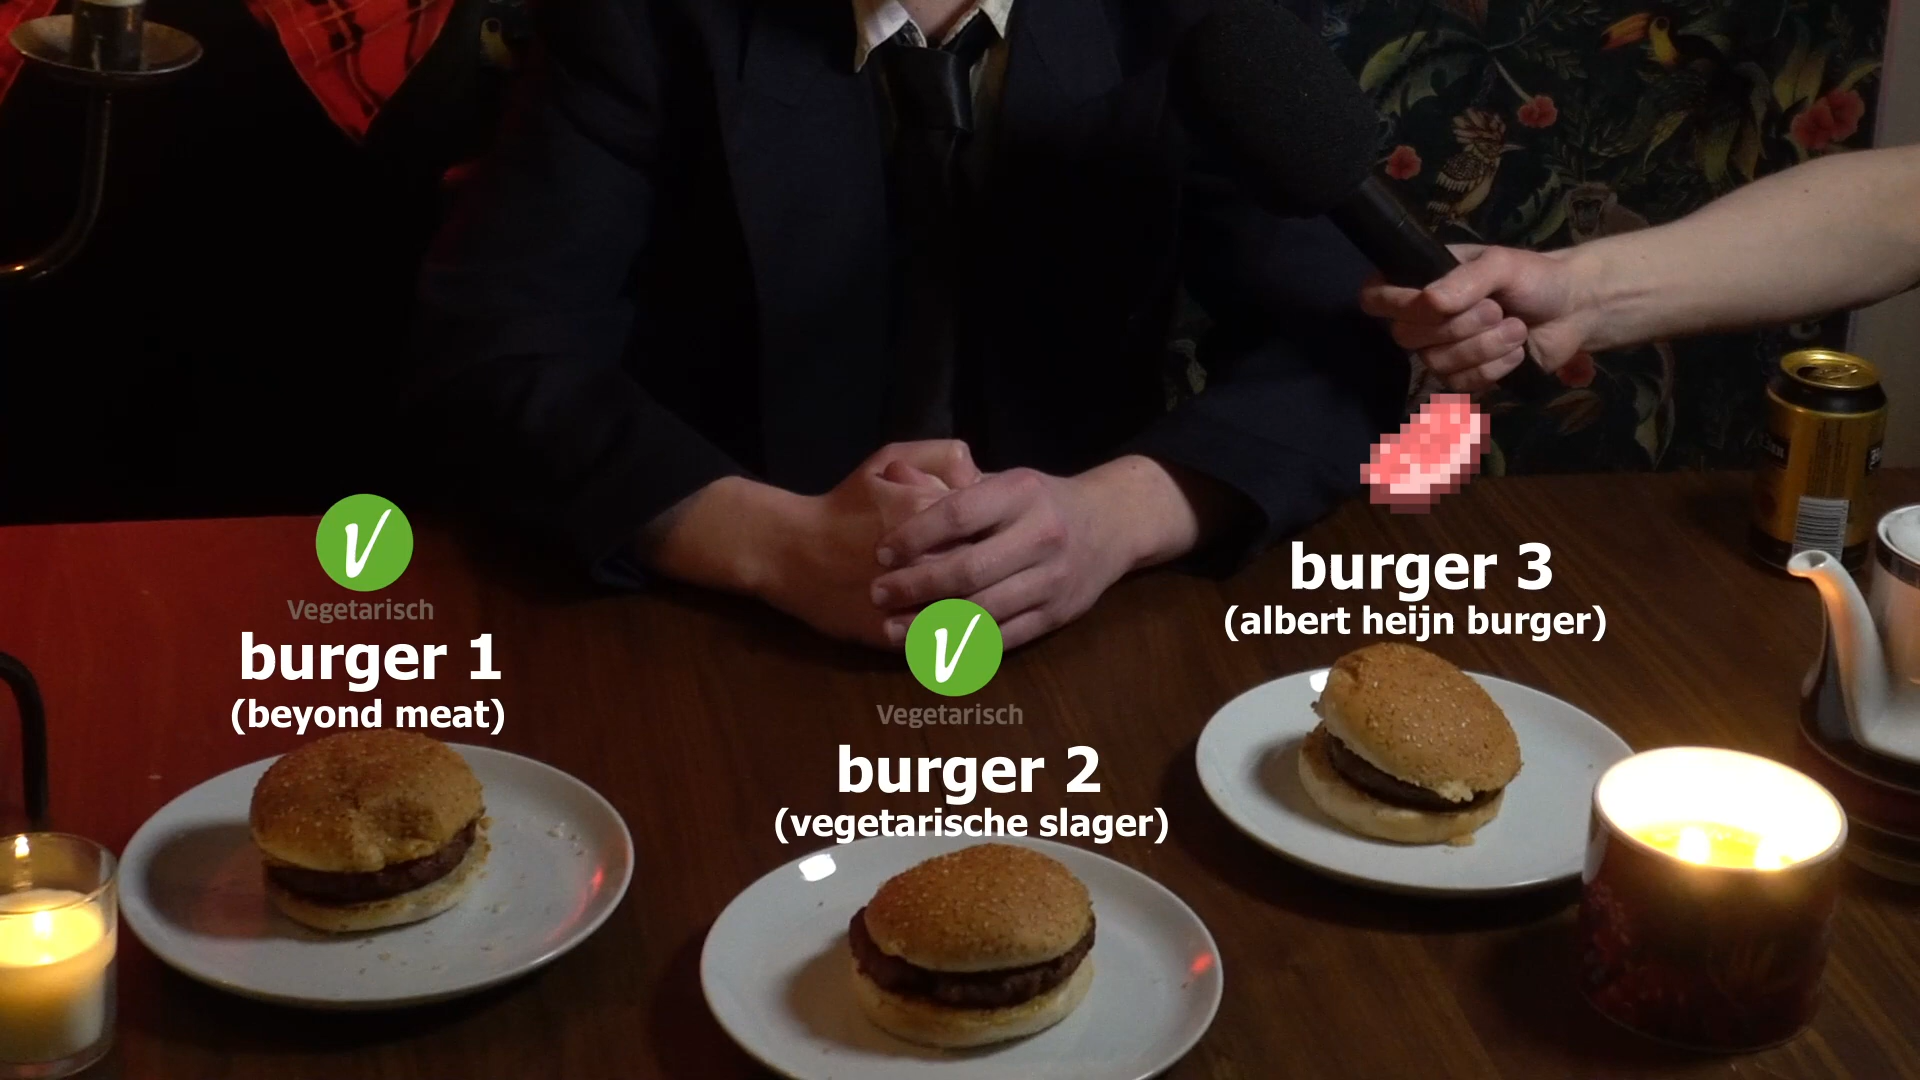 V
Vegetarisch
burger 1
(beyond meat)
V
Vegetarisch
burger 2
(vegetarische slager)
burger 3
(albert heijn burger)